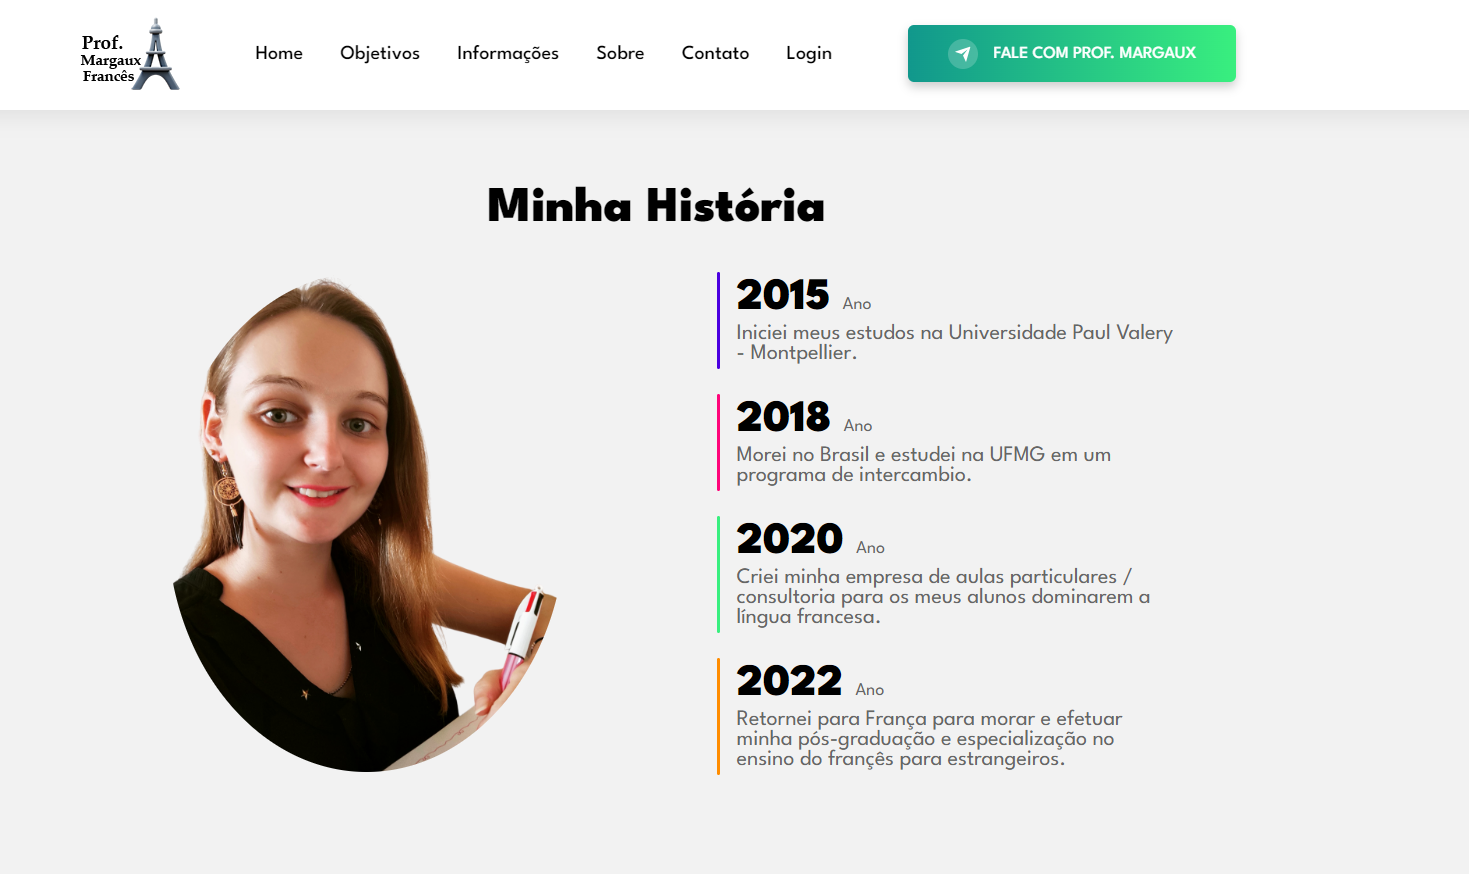 Prof.
Margaux
Francês
Home Objetivos Informações Sobre Contato Login
FALE COM PROF. MARGAUX
Minha História
2015 Ano
Iniciei meus estudos na Universidade Paul Valery
- Montpellier.
2018 Ano
Morei no Brasil e estudei na UFMG em um
programa de intercambio.
2020 Ano
Criei minha empresa de aulas particulares /
consultoria para os meus alunos dominarem a
língua francesa.
2022 Ano
Retornei para França para morar e efetuar
minha pós-graduação e especialização no
ensino do françês para estrangeiros.